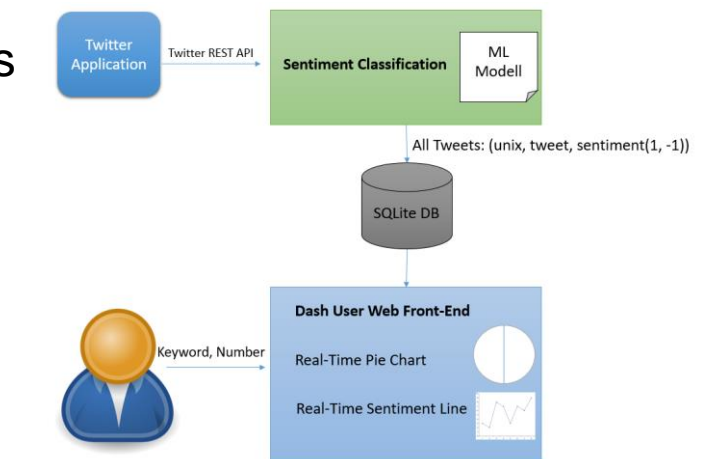 s
Twitter
Application
Twitter REST API
Sentiment Classification
ML
Modell
All Tweets: (unix, tweet, sentiment(1, -1))
SQLite DB
Dash User Web Front-End
Keyword, Number
Real-Time Pie Chart
Real-Time Sentiment Line